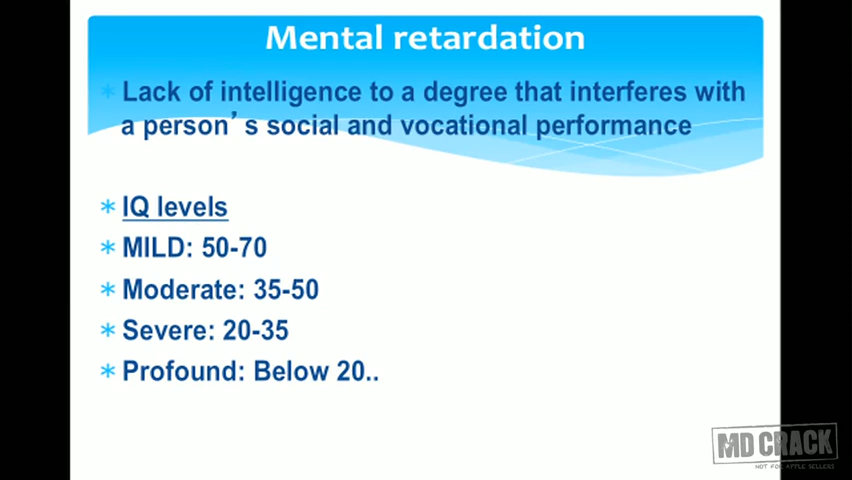 Mental retardation
Lack of intelligence to a degree that interferes with
a person's social and vocational performance
IQ levels
MILD: 50-70
Moderate: 35-50
Severe: 20-35
Profound: Below 20..
MD CRACK
NOT FOR APPLE SELLERS